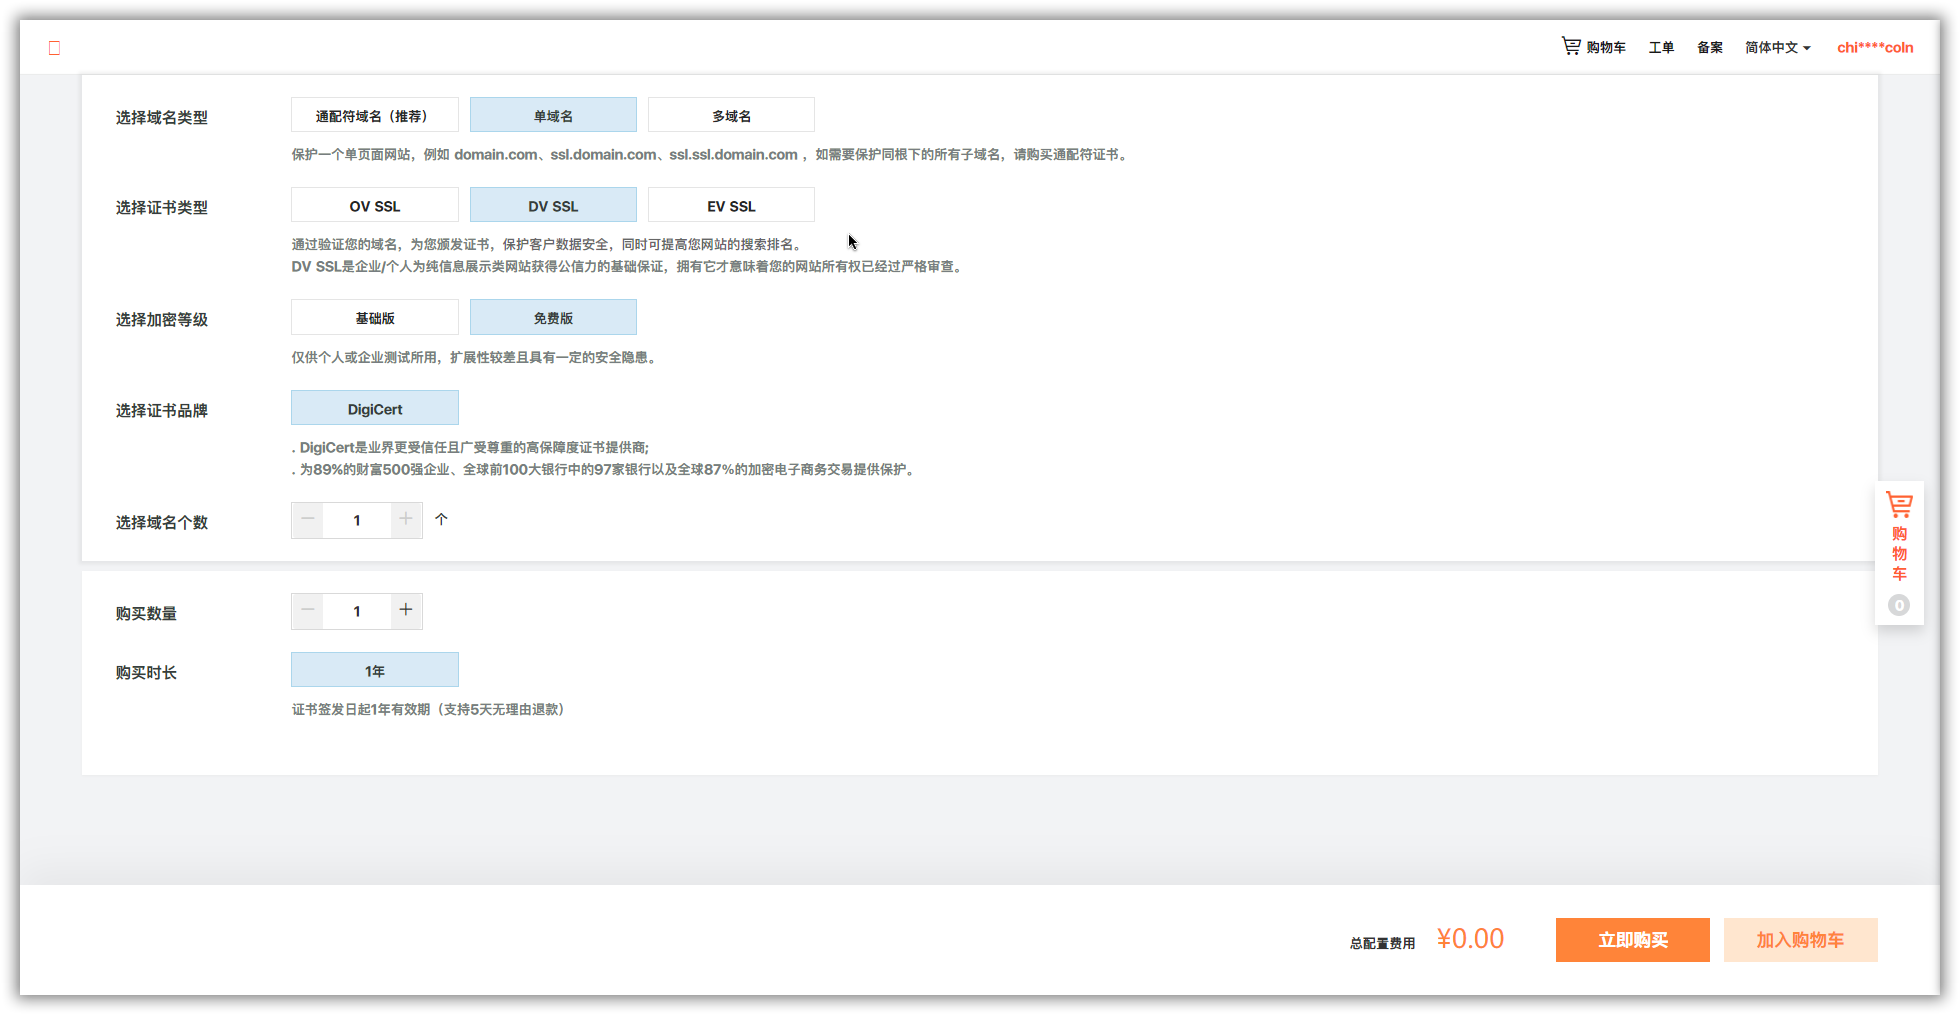 购物车 工单 备案 简体中文 chi****coln
选择域名类型 通配符域名（推荐） 单域名 多域名
保护一个单页面网站，例如 domain.com、ssl.domain.com、ssl.ssl.domain.com ，如需要保护同根下的所有子域名，请购买通配符证书。
选择证书类型 OV SSL DV SSL EV SSL
通过验证您的域名，为您颁发证书，保护客户数据安全，同时可提高您网站的搜索排名。
DV SSL是企业/个人为纯信息展示类网站获得公信力的基础保证，拥有它才意味着您的网站所有权已经过严格审查。
选择加密等级 基础版 免费版
仅供个人或企业测试所用，扩展性较差且具有一定的安全隐患。
选择证书品牌 DigiCert
. DigiCert是业界更受信任且广受尊重的高保障度证书提供商;
. 为89%的财富500强企业、全球前100大银行中的97家银行以及全球87%的加密电子商务交易提供保护。
选择域名个数 1 个
购物车
0
购买数量 1
购买时长 1年
证书签发日起1年有效期（支持5天无理由退款）
总配置费用 ¥0.00 立即购买 加入购物车